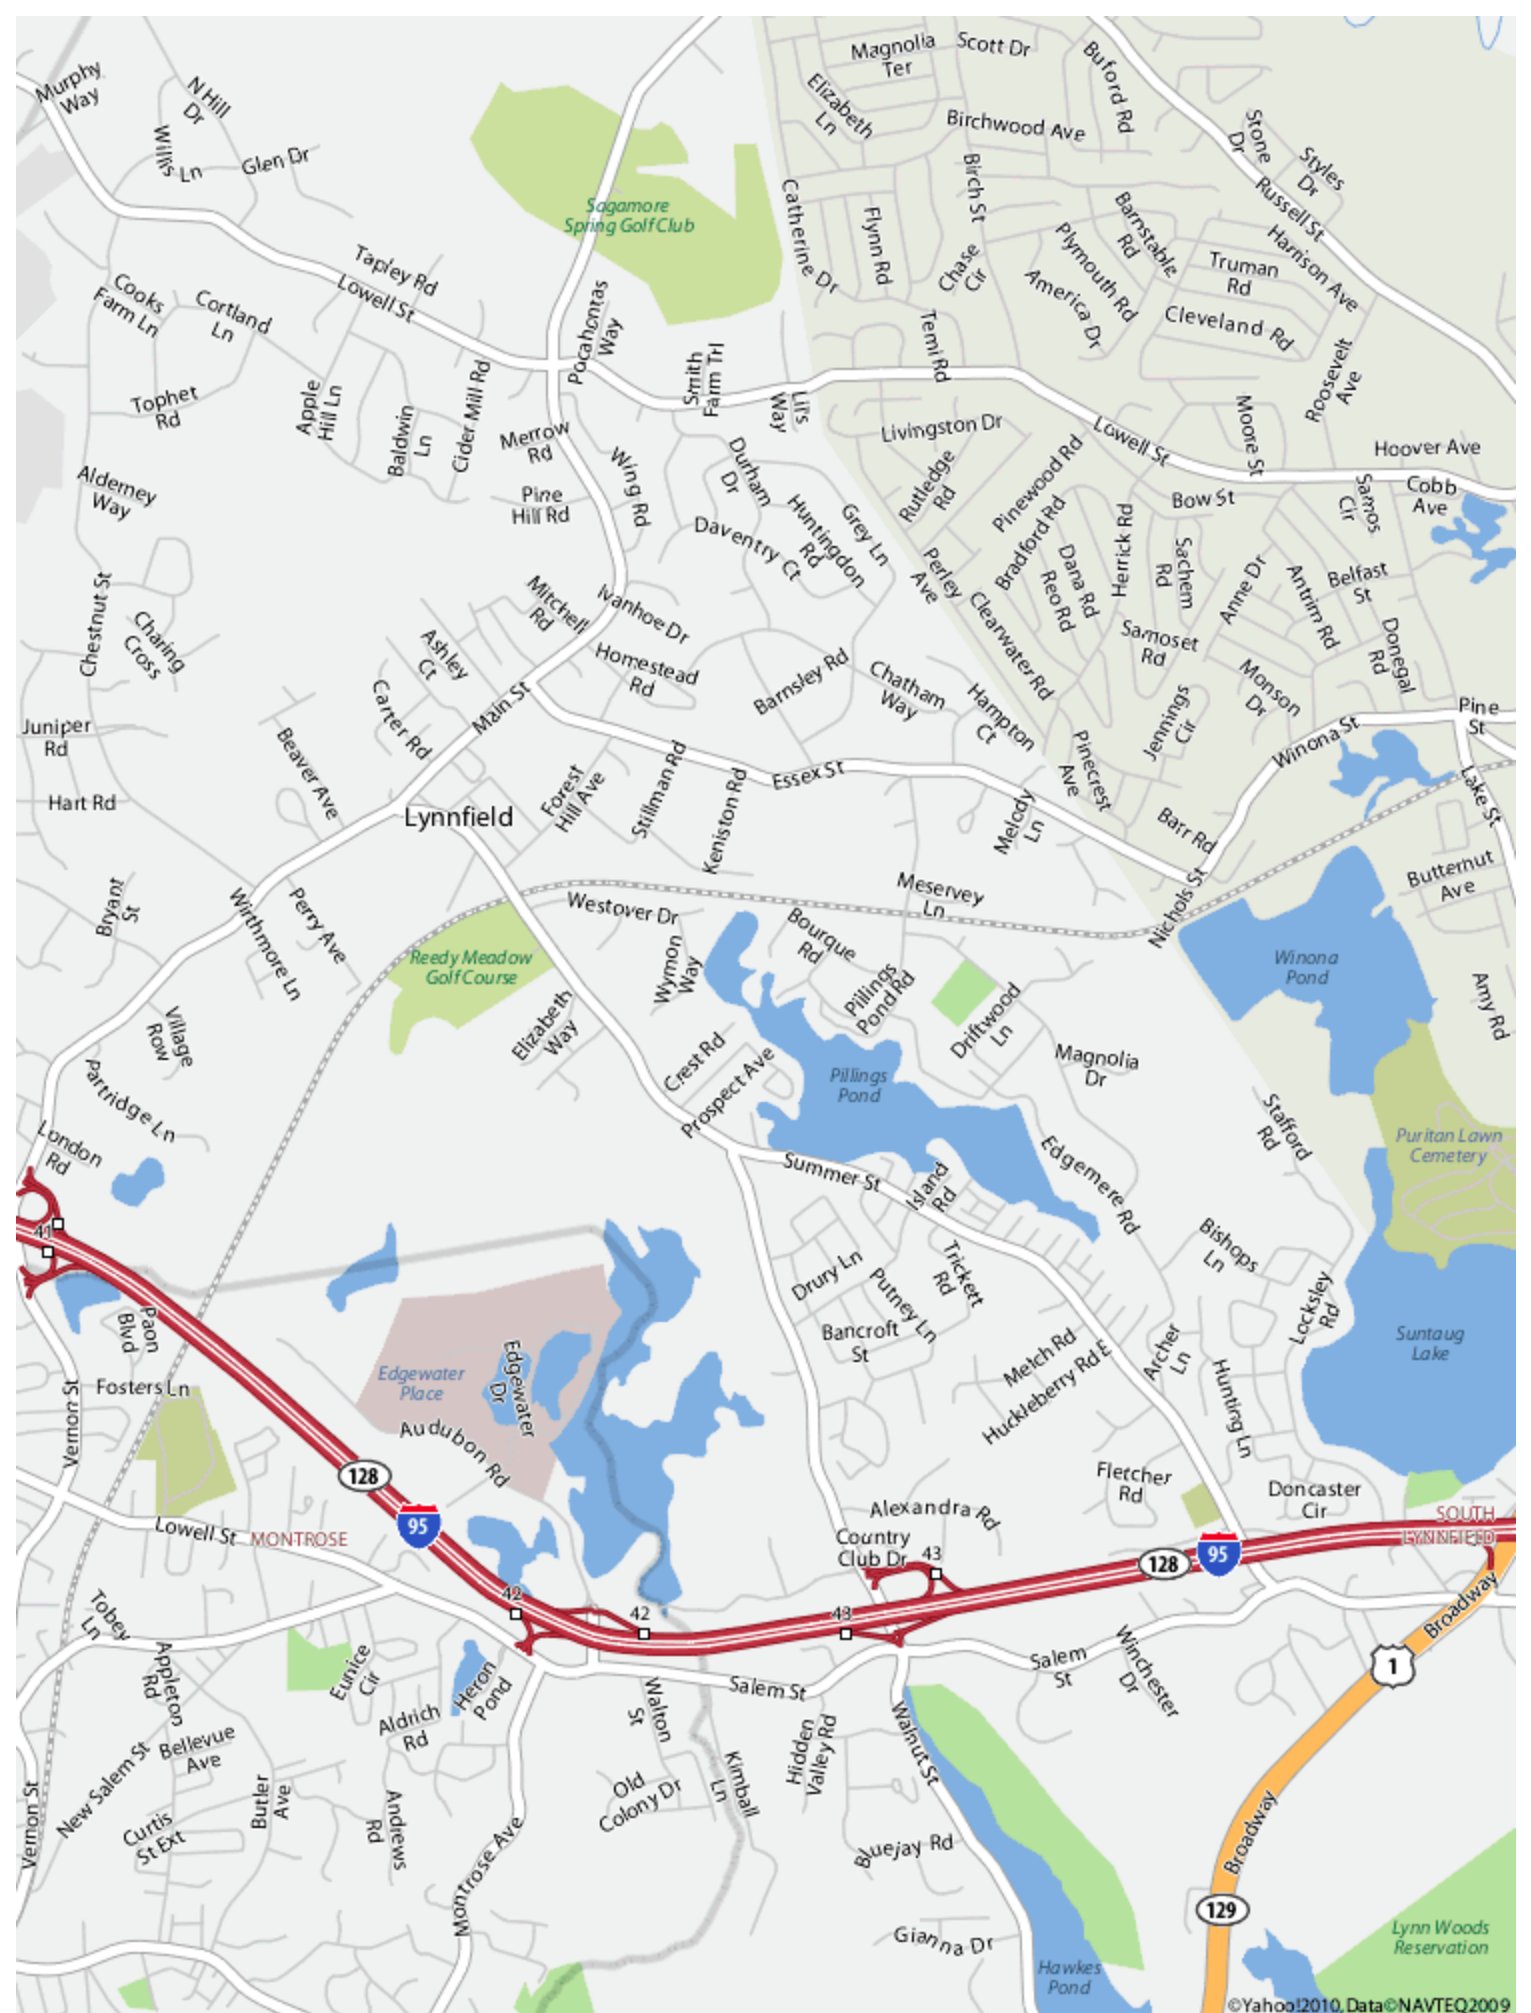 Murphy
Way
N Hill
Dr
Willis Ln
Glen Dr
Magnolia
Ter
Scott Dr
Buford Rd
Elizabeth
Ln
Birchwood Ave
Stone
Dr
Styles
Dr
Russell St
Sagamore
Spring Golf Club
Catherine Dr
Flynn Rd
Birch St
Chase
Cir
Barnstable
Rd
Plymouth Rd
America Dr
Truman
Rd
Harrison Ave
Cleveland Rd
Roosevelt
Ave
Tapley Rd
Lowell St
Cooks
Farm Ln
Cortland
Ln
Pocahontas
Way
Smith
Farm Trl
Lil's
Way
Temi Rd
Tophet
Rd
Apple
Hill Ln
Baldwin
Ln
Cider Mill Rd
Merrow
Rd
Pine
Hill Rd
Wing Rd
Durham
Dr
Livingston Dr
Rutledge
Rd
Pinewood Rd
Lowell St
Moore St
Hoover Ave
Cobb
Ave
Samos
Cir
Bow St
Alderney
Way
Daventry Ct
Huntingdon
Rd
Grey Ln
Perley
Ave
Bradford Rd
Dana Rd
Reo Rd
Herrick Rd
Sachem
Rd
Anne Dr
Antrim Rd
Belfast
St
Donegal
Rd
Chestnut St
Charing
Cross
Mitchell
Rd
Ivanhoe Dr
Ashley
Ct
Homestead
Rd
Clearwater Rd
Samoset
Rd
Monson
Dr
Jennings
Cir
Juniper
Rd
Carter Rd
Main St
Barnsley Rd
Chatham
Way
Hampton
Ct
Pinecrest
Ave
Winona St
Pine
St
Lake St
Beaver Ave
Hart Rd
Lynnfield
Forest
Hill Ave
Stillman Rd
Keniston Rd
Essex St
Melody
Ln
Barr Rd
Butternut
Ave
Bryant
St
Wirthmore Ln
Perry Ave
Westover Dr
Meservey
Ln
Nichols St
Reedy Meadow
Golf Course
Wymon
Way
Bourque
Rd
Pillings
Pond Rd
Winona
Pond
Amy Rd
Village
Row
Elizabeth
Way
Driftwood
Ln
Partridge Ln
Crest Rd
Prospect Ave
Pillings
Pond
Magnolia
Dr
Stafford
Rd
Puritan Lawn
Cemetery
London
Rd
Summer St
Island
Rd
Edgemere Rd
41
Drury Ln
Putney Ln
Trickett
Rd
Bishops
Ln
Locksley
Rd
Suntaug
Lake
Paon
Blvd
Bancroft
St
Metch Rd
Huckleberry Rd E
Archer
Ln
Hunting Ln
Fosters Ln
Vernon St
Edgewater
Place
Edgewater
Dr
Audubon Rd
128
95
Fletcher
Rd
Doncaster
Cir
Alexandra Rd
Country
Club Dr
43
SOUTH
LYNNFIELD
Lowell St
MONTROSE
128
95
42
42
43
Broadway
Tobey
Ln
Appleton
Rd
Eunice
Cir
Heron
Pond
Aldrich
Rd
Walton
St
Salem St
Salem
St
Winchester
Dr
1
Bellevue
Ave
New Salem St
Hidden
Valley Rd
Walnut St
Vernon St
Curtis
St Ext
Butler
Ave
Andrews
Rd
Old
Colony Dr
Kimball
Ln
Bluejay Rd
Broadway
Montrose Ave
129
Gianna Dr
Hawkes
Pond
Lynn Woods
Reservation
©Yahoo!2010, Data©NAVTEQ2009